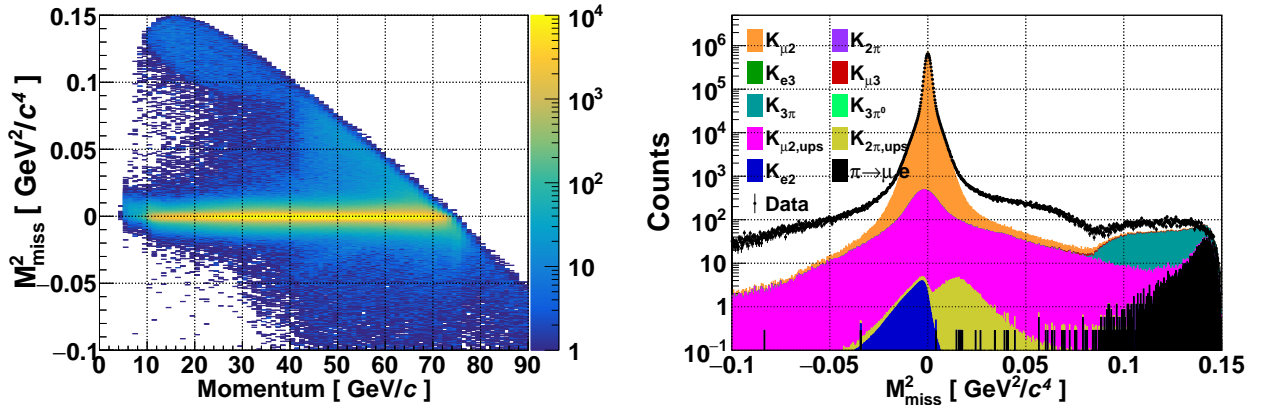 M²miss [ GeV²/c⁴ ]
0.15
0.1
0.05
0
−0.05
−0.1
0 10 20 30 40 50 60 70 80 90
Momentum [ GeV/c ]
10⁴
10³
10²
10
1
Counts
10⁶
10⁵
10⁴
10³
10²
10
1
10⁻¹
Kμ2 K2π
Ke3 Kμ3
K3π K3π⁰
Kμ2,ups K2π,ups
Ke2 π→μ,e
Data
−0.1 −0.05 0 0.05 0.1 0.15
M²miss [ GeV²/c⁴ ]